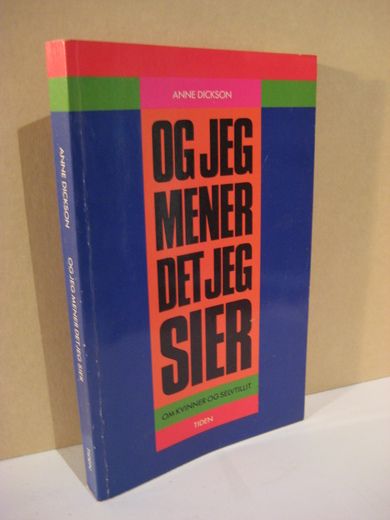 ANNE DICKSON
OG JEG
MENER
DET JEG
SIER
OM KVINNER OG SELVTILLIT
TIDEN
ANNE DICKSON
OG JEG MENER DET JEG SIER
TIDEN